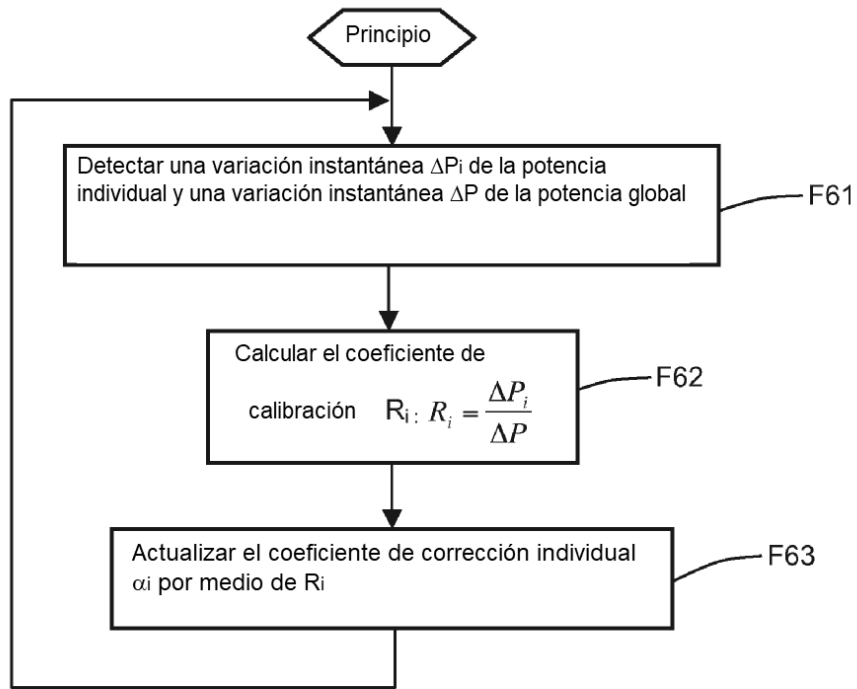 Principio
Detectar una variación instantánea ΔPi de la potencia
individual y una variación instantánea ΔP de la potencia global
F61
Calcular el coeficiente de
calibración Ri : R_i = ΔP_i / ΔP
F62
Actualizar el coeficiente de corrección individual
αi por medio de Ri
F63